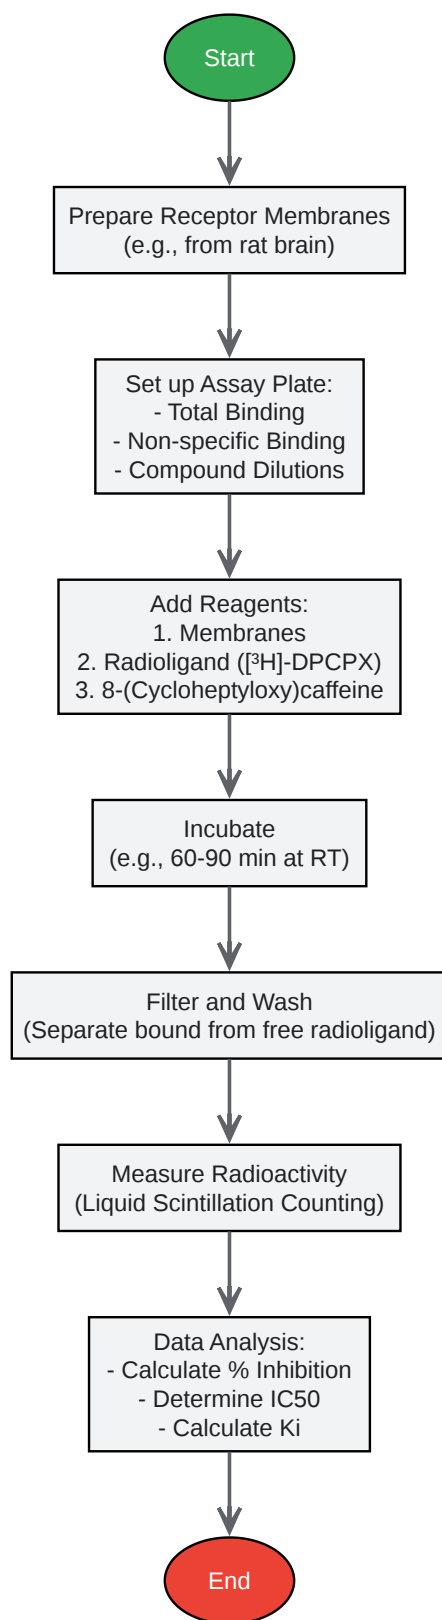 Start
Prepare Receptor Membranes
(e.g., from rat brain)
Set up Assay Plate:
- Total Binding
- Non-specific Binding
- Compound Dilutions
Add Reagents:
1. Membranes
2. Radioligand ([³H]-DPCPX)
3. 8-(Cycloheptyloxy)caffeine
Incubate
(e.g., 60-90 min at RT)
Filter and Wash
(Separate bound from free radioligand)
Measure Radioactivity
(Liquid Scintillation Counting)
Data Analysis:
- Calculate % Inhibition
- Determine IC50
- Calculate Ki
End